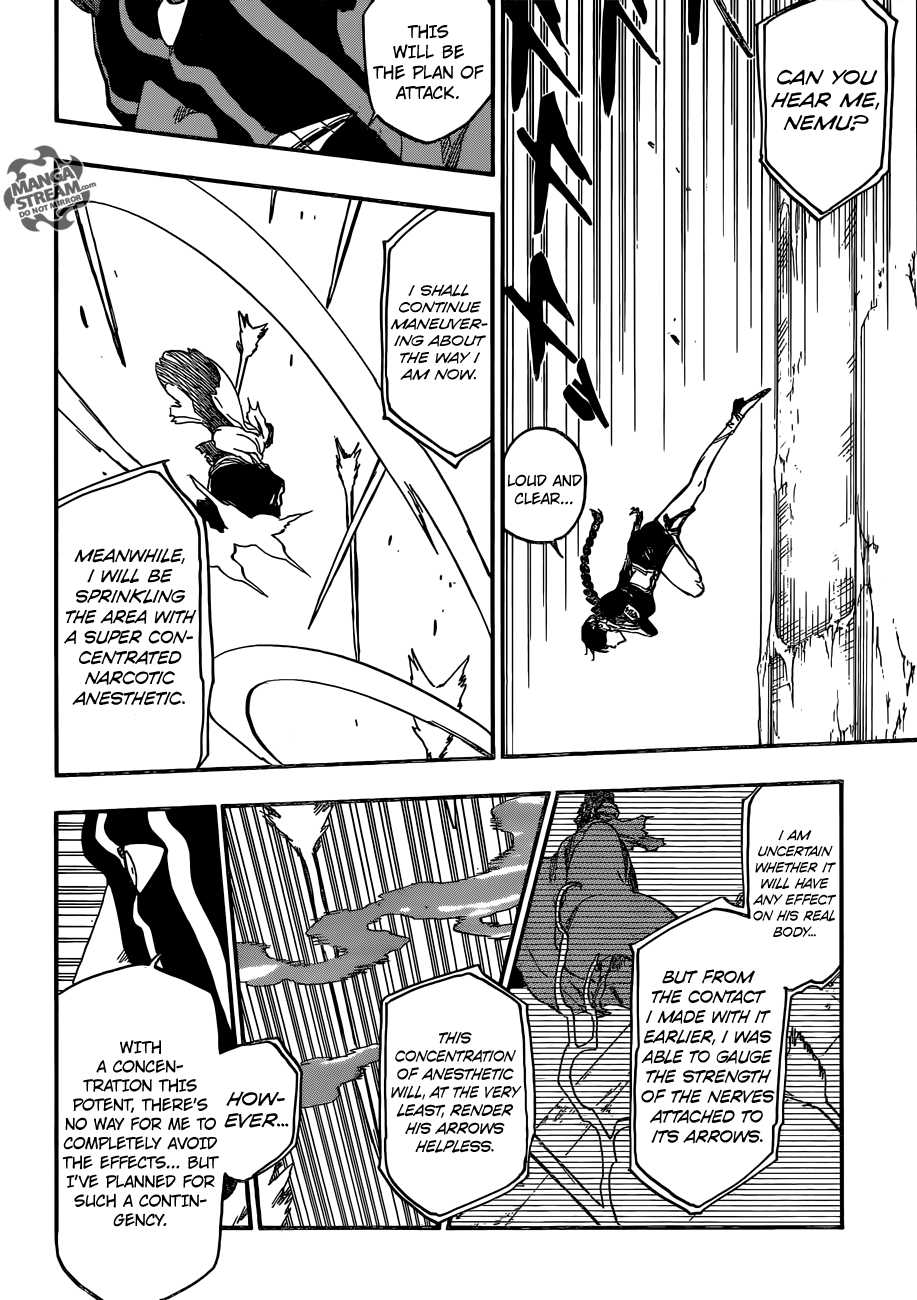 CAN YOU
HEAR ME,
NEMU?
LOUD AND
CLEAR...
THIS
WILL BE
THE PLAN OF
ATTACK.
MANGA
STREAM.com
DO NOT MIRROR
I SHALL
CONTINUE
MANEUVER-
ING ABOUT
THE WAY I
AM NOW.
MEANWHILE,
I WILL BE
SPRINKLING
THE AREA WITH
A SUPER CON-
CENTRATED
NARCOTIC
ANESTHETIC.
I AM
UNCERTAIN
WHETHER IT
WILL HAVE
ANY EFFECT
ON HIS REAL
BODY...
BUT FROM
THE CONTACT
I MADE WITH IT
EARLIER, I WAS
ABLE TO GAUGE
THE STRENGTH
OF THE NERVES
ATTACHED TO
ITS ARROWS.
THIS
CONCENTRATION
OF ANESTHETIC
WILL, AT THE VERY
LEAST, RENDER
HIS ARROWS
HELPLESS.
HOW-
EVER...
WITH
A CONCEN-
TRATION THIS
POTENT, THERE'S
NO WAY FOR ME TO
COMPLETELY AVOID
THE EFFECTS... BUT
I'VE PLANNED FOR
SUCH A CONTIN-
GENCY.